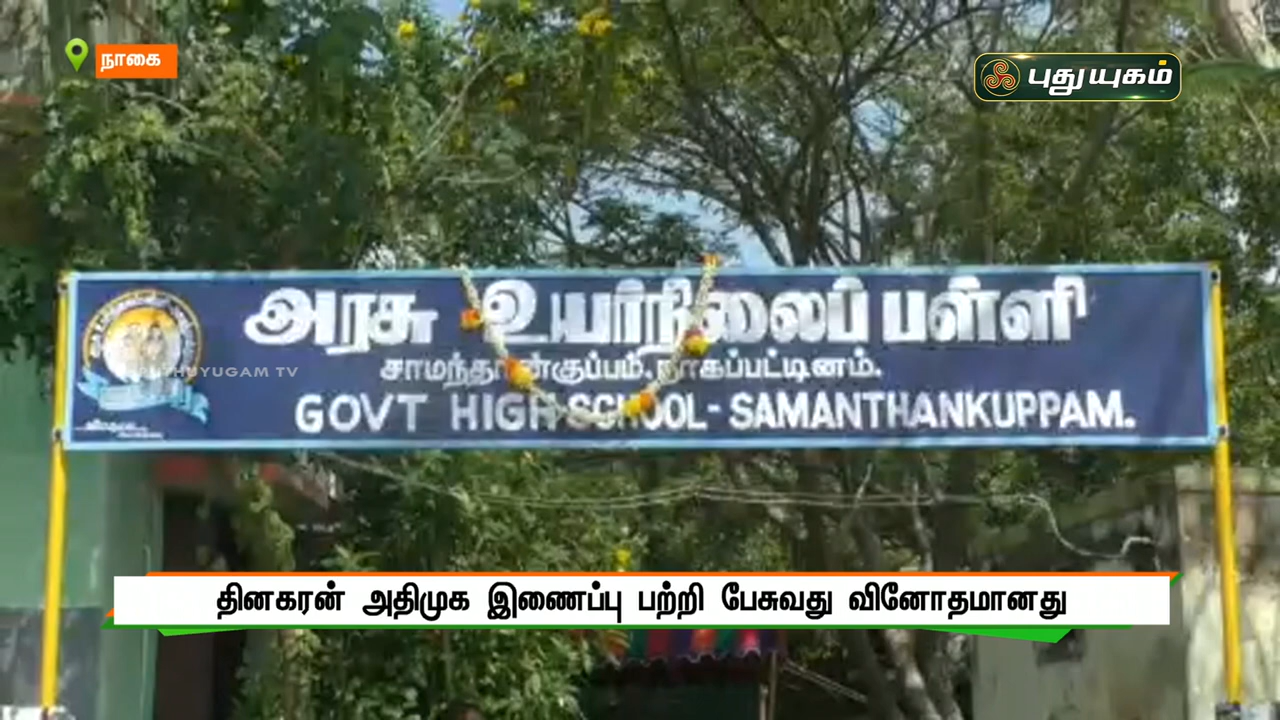 நாகை
புதுயுகம்
அரசு உயர்நிலைப் பள்ளி
சாமந்தான்குப்பம், நாகப்பட்டினம்.
PUTHUYUGAM TV
GOVT HIGH SCHOOL - SAMANTHANKUPPAM.
தினகரன் அதிமுக இணைப்பு பற்றி பேசுவது வினோதமானது